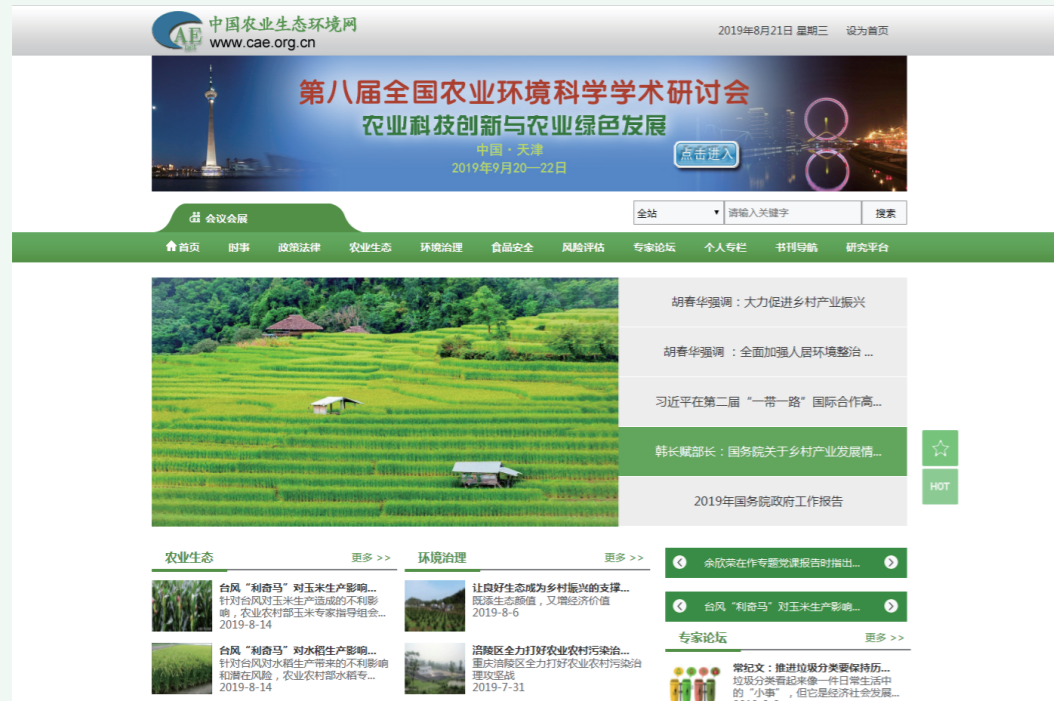 中国农业生态环境网
CAE
www.cae.org.cn
2019年8月21日 星期三 设为首页
第八届全国农业环境科学学术研讨会
农业科技创新与农业绿色发展
中国·天津
2019年9月20—22日
点击进入
会议会展
全站 请输入关键字 搜索
首页 时事 政策法律 农业生态 环境治理 食品安全 风险评估 专家论坛 个人专栏 书刊导航 研究平台
胡春华强调：大力促进乡村产业振兴
胡春华强调 ：全面加强人居环境整治 ...
习近平在第二届“一带一路”国际合作高...
韩长赋部长：国务院关于乡村产业发展情...
2019年国务院政府工作报告
HOT
农业生态 更多 >>
台风“利奇马”对玉米生产影响...
针对台风对玉米生产造成的不利影
响，农业农村部玉米专家指导组会...
2019-8-14
台风“利奇马”对水稻生产影响...
针对台风对水稻生产带来的不利影响
和潜在风险，农业农村部水稻专...
2019-8-14
环境治理 更多 >>
让良好生态成为乡村振兴的支撑...
既添生态颜值，又增经济价值
2019-8-6
涪陵区全力打好农业农村污染治...
重庆涪陵区全力打好农业农村污染治
理攻坚战
2019-7-31
余欣荣在作专题党课报告时指出...
台风“利奇马”对玉米生产影响...
专家论坛 更多 >>
常纪文：推进垃圾分类要保持历...
垃圾分类看起来像一件日常生活中
的“小事”，但它是经济社会发展...